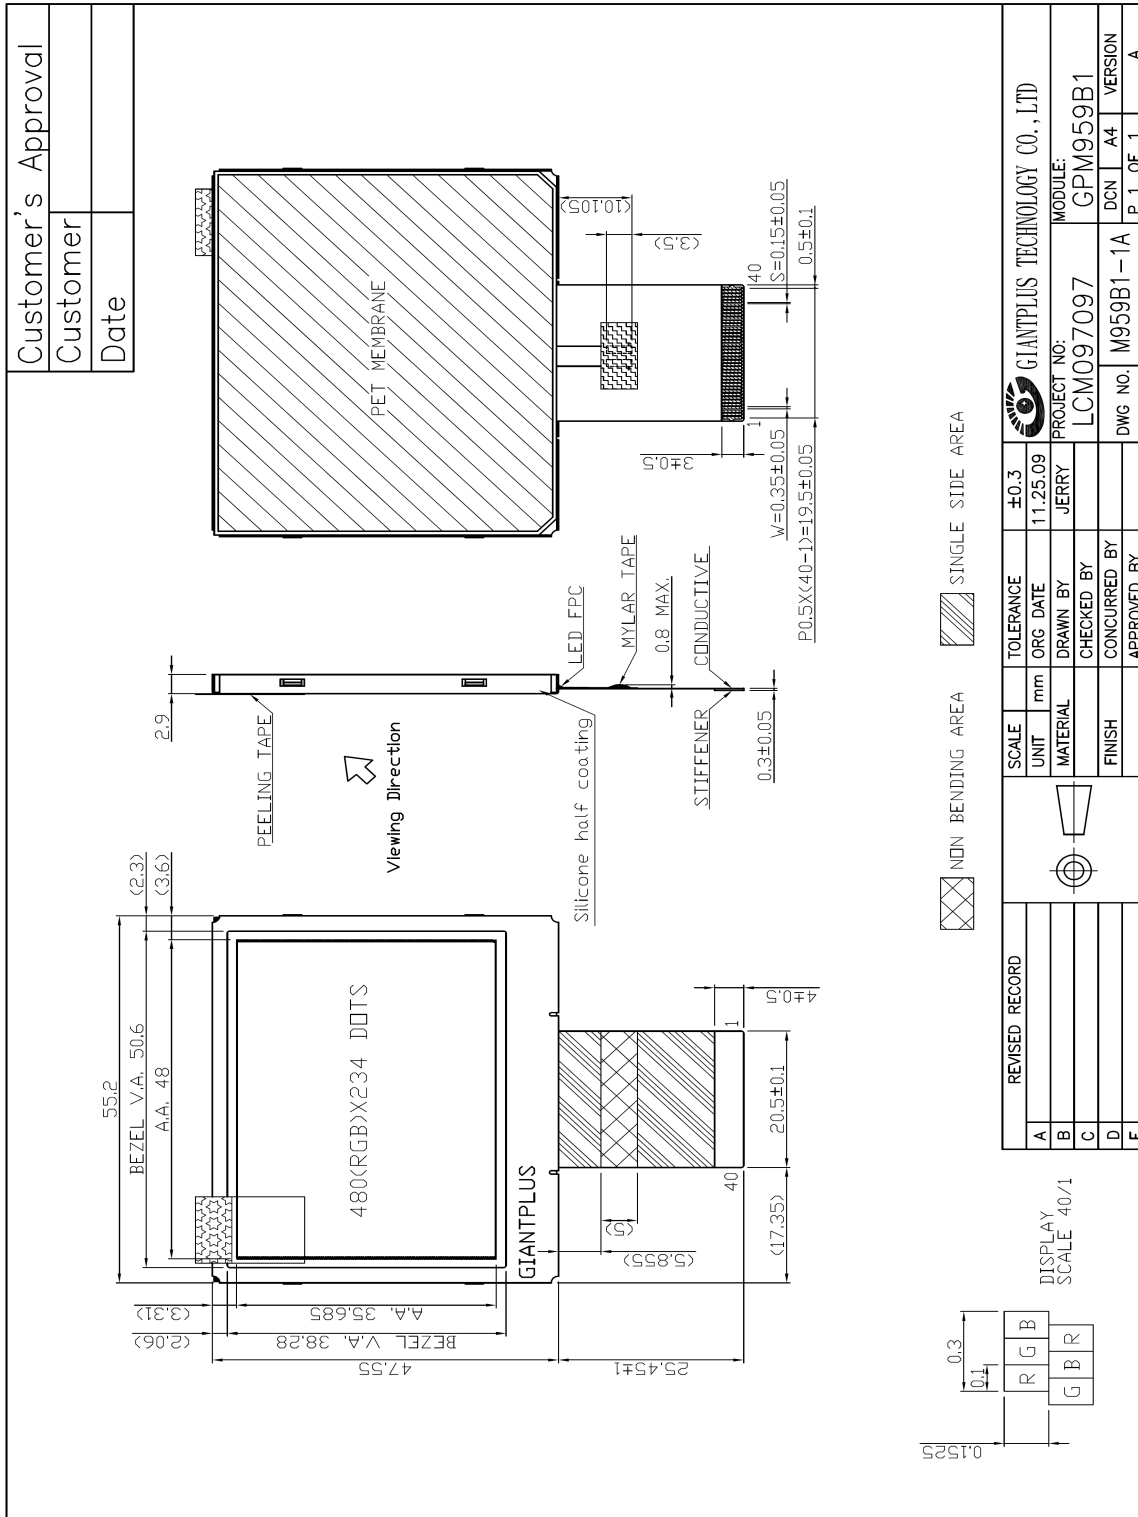 Customer's Approval
Customer
Date
55.2
BEZEL V.A. 50.6
A.A. 48
(2.3)
(3.6)
480(RGB)X234 DOTS
GIANTPLUS
(3.31)
(2.06)
A.A. 35.685
BEZEL V.A. 38.28
47.55
25.45±1
40
1
4±0.5
20.5±0.1
(17.35)
(5)
(5.855)
2.9
PEELING TAPE
Viewing Direction
Silicone half coating
LED FPC
MYLAR TAPE
0.8 MAX.
CONDUCTIVE
STIFFENER
0.3±0.05
PET MEMBRANE
(10.105)
(3.5)
40
1
S=0.15±0.05
0.5±0.1
3±0.5
W=0.35±0.05
P0.5X(40-1)=19.5±0.05
NON BENDING AREA
SINGLE SIDE AREA
DISPLAY
SCALE 40/1
0.3
0.1
0.1525
R G B
G B R
REVISED RECORD
A
B
C
D
SCALE
UNIT mm
MATERIAL
FINISH
TOLERANCE ±0.3
ORG DATE 11.25.09
DRAWN BY JERRY
CHECKED BY
CONCURRED BY
APPROVED BY
GIANTPLUS TECHNOLOGY CO.,LTD
PROJECT NO:
LCM097097
MODULE:
GPM959B1
DWG NO. M959B1-1A
DCN A4 VERSION
P 1 OF 1 A